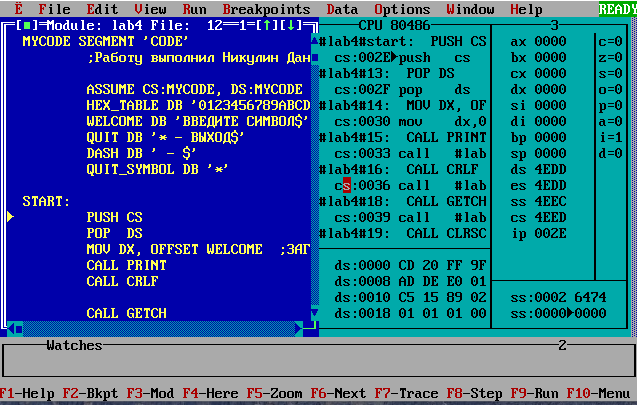 Ё File Edit View Run Breakpoints Data Options Window Help READY
[■]=Module: lab4 File: 12=1=[↑][↓]
CPU 80486
3
MYCODE SEGMENT 'CODE'
;Работу выполнил Никулин Дан
ASSUME CS:MYCODE, DS:MYCODE
HEX_TABLE DB '0123456789ABCD
WELCOME DB 'ВВЕДИТЕ СИМВОЛ$'
QUIT DB '* - ВЫХОД$'
DASH DB ' - $'
QUIT_SYMBOL DB '*'
START:
PUSH CS
POP DS
MOV DX, OFFSET WELCOME ;ЗАГ
CALL PRINT
CALL CRLF
CALL GETCH
#lab4#start: PUSH CS
cs:002E►push cs
#lab4#13: POP DS
cs:002F pop ds
#lab4#14: MOV DX, OF
cs:0030 mov dx,0
#lab4#15: CALL PRINT
cs:0033 call #lab
#lab4#16: CALL CRLF
cs:0036 call #lab
#lab4#18: CALL GETCH
cs:0039 call #lab
#lab4#19: CALL CLRSC
ax 0000 c=0
bx 0000 z=0
cx 0000 s=0
dx 0000 o=0
si 0000 p=0
di 0000 a=0
bp 0000 i=1
sp 0000 d=0
ds 4EDD
es 4EDD
ss 4EEC
cs 4EED
ip 002E
ds:0000 CD 20 FF 9F
ds:0008 AD DE E0 01
ds:0010 C5 15 89 02
ds:0018 01 01 01 00
ss:0002 6474
ss:0000►0000
Watches 2
F1-Help F2-Bkpt F3-Mod F4-Here F5-Zoom F6-Next F7-Trace F8-Step F9-Run F10-Menu